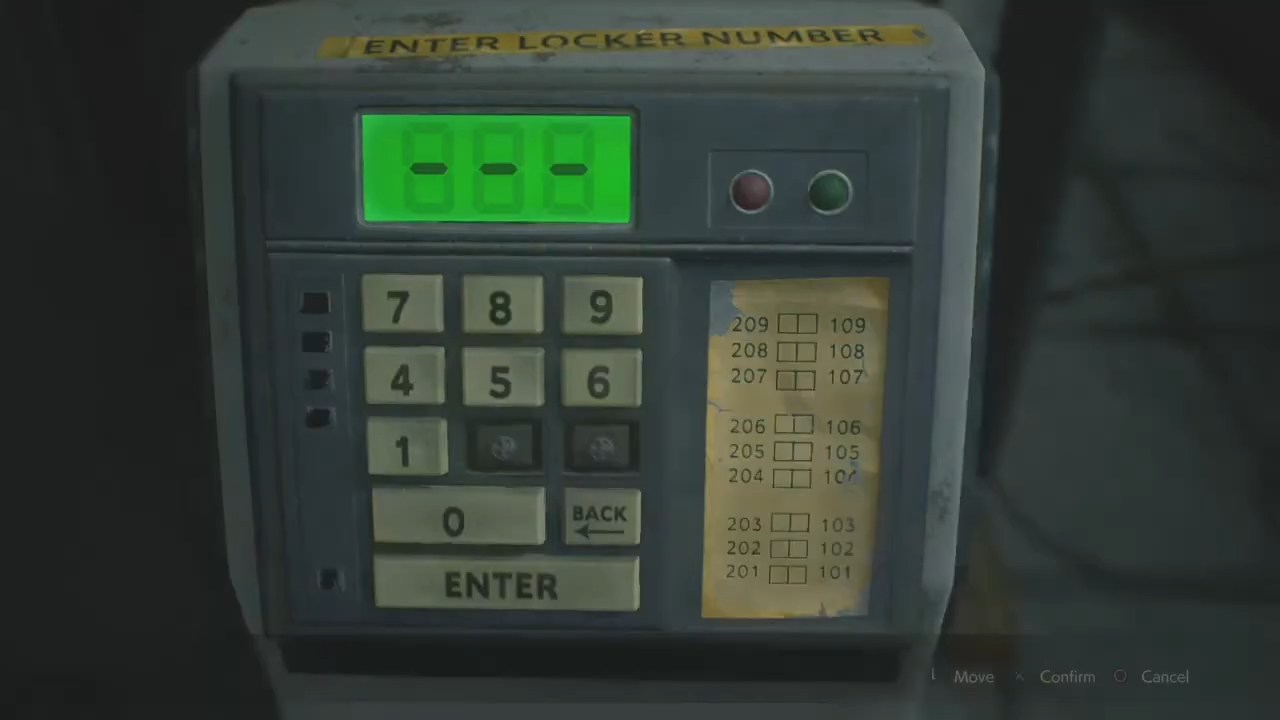 ENTER LOCKER NUMBER
7 8 9
4 5 6
1
0 BACK
ENTER
209 109
208 108
207 107
206 106
205 105
204 104
203 103
202 102
201 101
Move Confirm Cancel